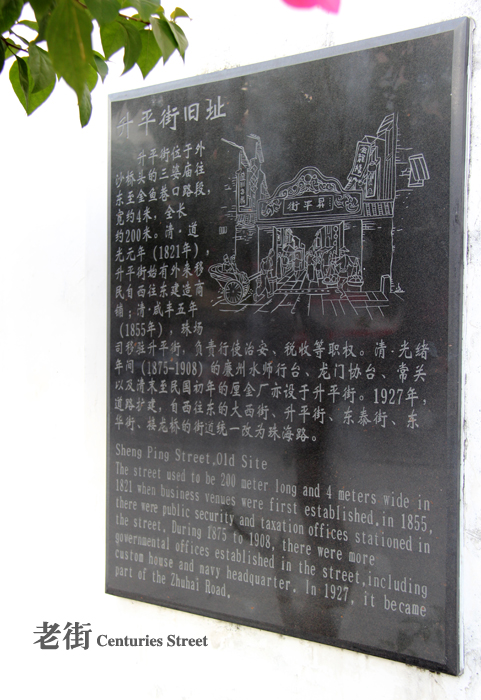 升平街旧址
升平街位于外
沙桥头的三婆庙往
东至金鱼巷口路段，
宽约4米，全长
约200米。清·道
光元年（1821年），
升平街始有外来移
民自西往东建造商
铺；清·咸丰五年
（1855年），珠场
司移驻升平街，负责行使治安、税收等职权。清·光绪
年间（1875-1908）的廉州水师行台、龙门协台、常关
以及清末至民国初年的厘金厂亦设于升平街。1927年，
道路扩建，自西往东的大西街、升平街、东泰街、东
华街、接龙桥的街道统一改为珠海路。
街平昇
Sheng Ping Street,Old Site
The street used to be 200 meter long and 4 meters wide in
1821 when business venues were first established,in 1855,
there were public security and taxation offices stationed in
the street. During 1875 to 1908, there were more
governmental offices established in the street,including
custom house and navy headquarter. In 1927, it became
part of the Zhuhai Road.
老街 Centuries Street